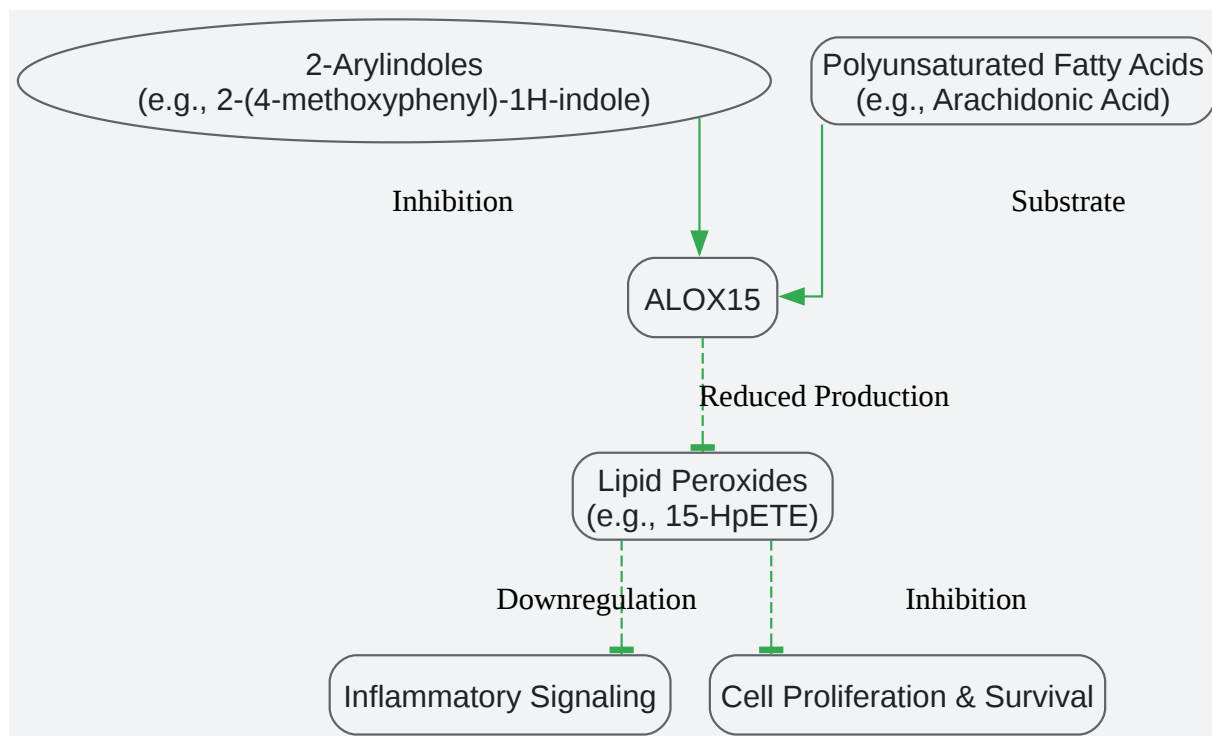 2-Arylindoles
(e.g., 2-(4-methoxyphenyl)-1H-indole)
Polyunsaturated Fatty Acids
(e.g., Arachidonic Acid)
Inhibition
Substrate
ALOX15
Reduced Production
Lipid Peroxides
(e.g., 15-HpETE)
Downregulation
Inhibition
Inflammatory Signaling
Cell Proliferation & Survival